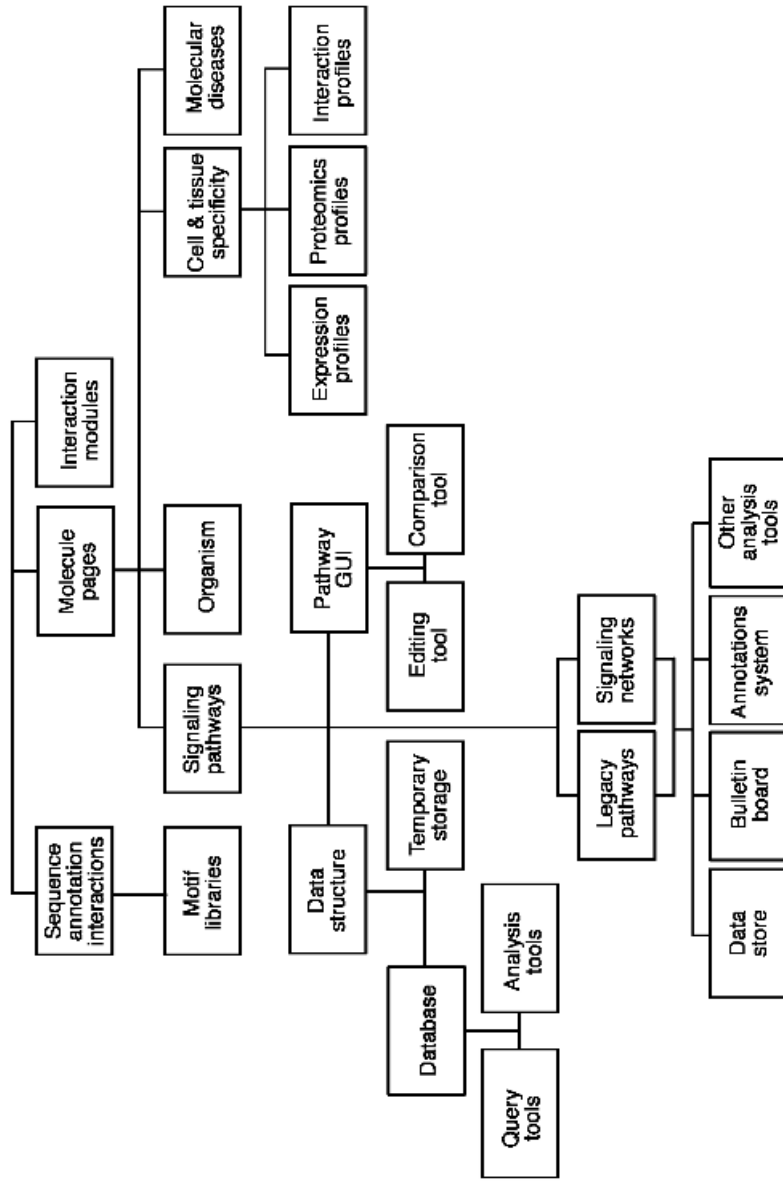 Sequence
annotation
interactions
Molecule
pages
Interaction
modules
Motif
libraries
Signaling
pathways
Organism
Cell & tissue
specificity
Molecular
diseases
Data
structure
Pathway
GUI
Expression
profiles
Proteomics
profiles
Interaction
profiles
Database
Temporary
storage
Editing
tool
Comparison
tool
Query
tools
Analysis
tools
Legacy
pathways
Signaling
networks
Data
store
Bulletin
board
Annotations
system
Other
analysis
tools